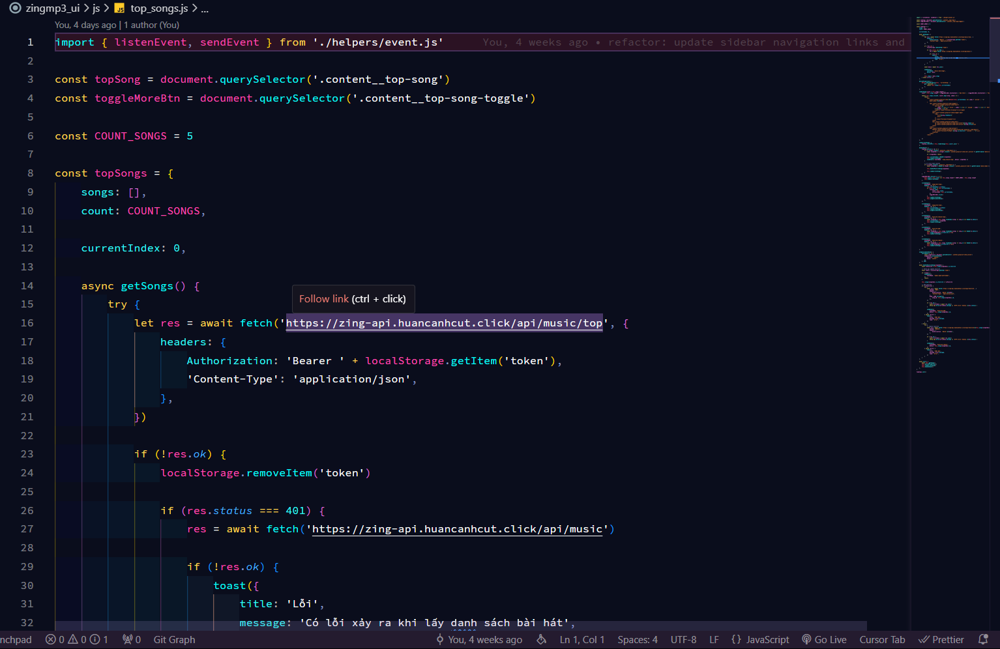 zingmp3_ui > js > JS top_songs.js > ...
You, 4 days ago | 1 author (You)
1 import { listenEvent, sendEvent } from './helpers/event.js' You, 4 weeks ago • refactor: update sidebar navigation links and
2
3 const topSong = document.querySelector('.content__top-song')
4 const toggleMoreBtn = document.querySelector('.content__top-song-toggle')
5
6 const COUNT_SONGS = 5
7
8 const topSongs = {
9 songs: [],
10 count: COUNT_SONGS,
11
12 currentIndex: 0,
13
14 async getSongs() {
Follow link (ctrl + click)
15 try {
16 let res = await fetch('https://zing-api.huancanhcut.click/api/music/top', {
17 headers: {
18 Authorization: 'Bearer ' + localStorage.getItem('token'),
19 'Content-Type': 'application/json',
20 },
21 })
22
23 if (!res.ok) {
24 localStorage.removeItem('token')
25
26 if (res.status === 401) {
27 res = await fetch('https://zing-api.huancanhcut.click/api/music')
28
29 if (!res.ok) {
30 toast({
31 title: 'Lỗi',
32 message: 'Có lỗi xảy ra khi lấy danh sách bài hát',
nchpad 0 0 1 0 Git Graph You, 4 weeks ago Ln 1, Col 1 Spaces: 4 UTF-8 LF {} JavaScript Go Live Cursor Tab Prettier